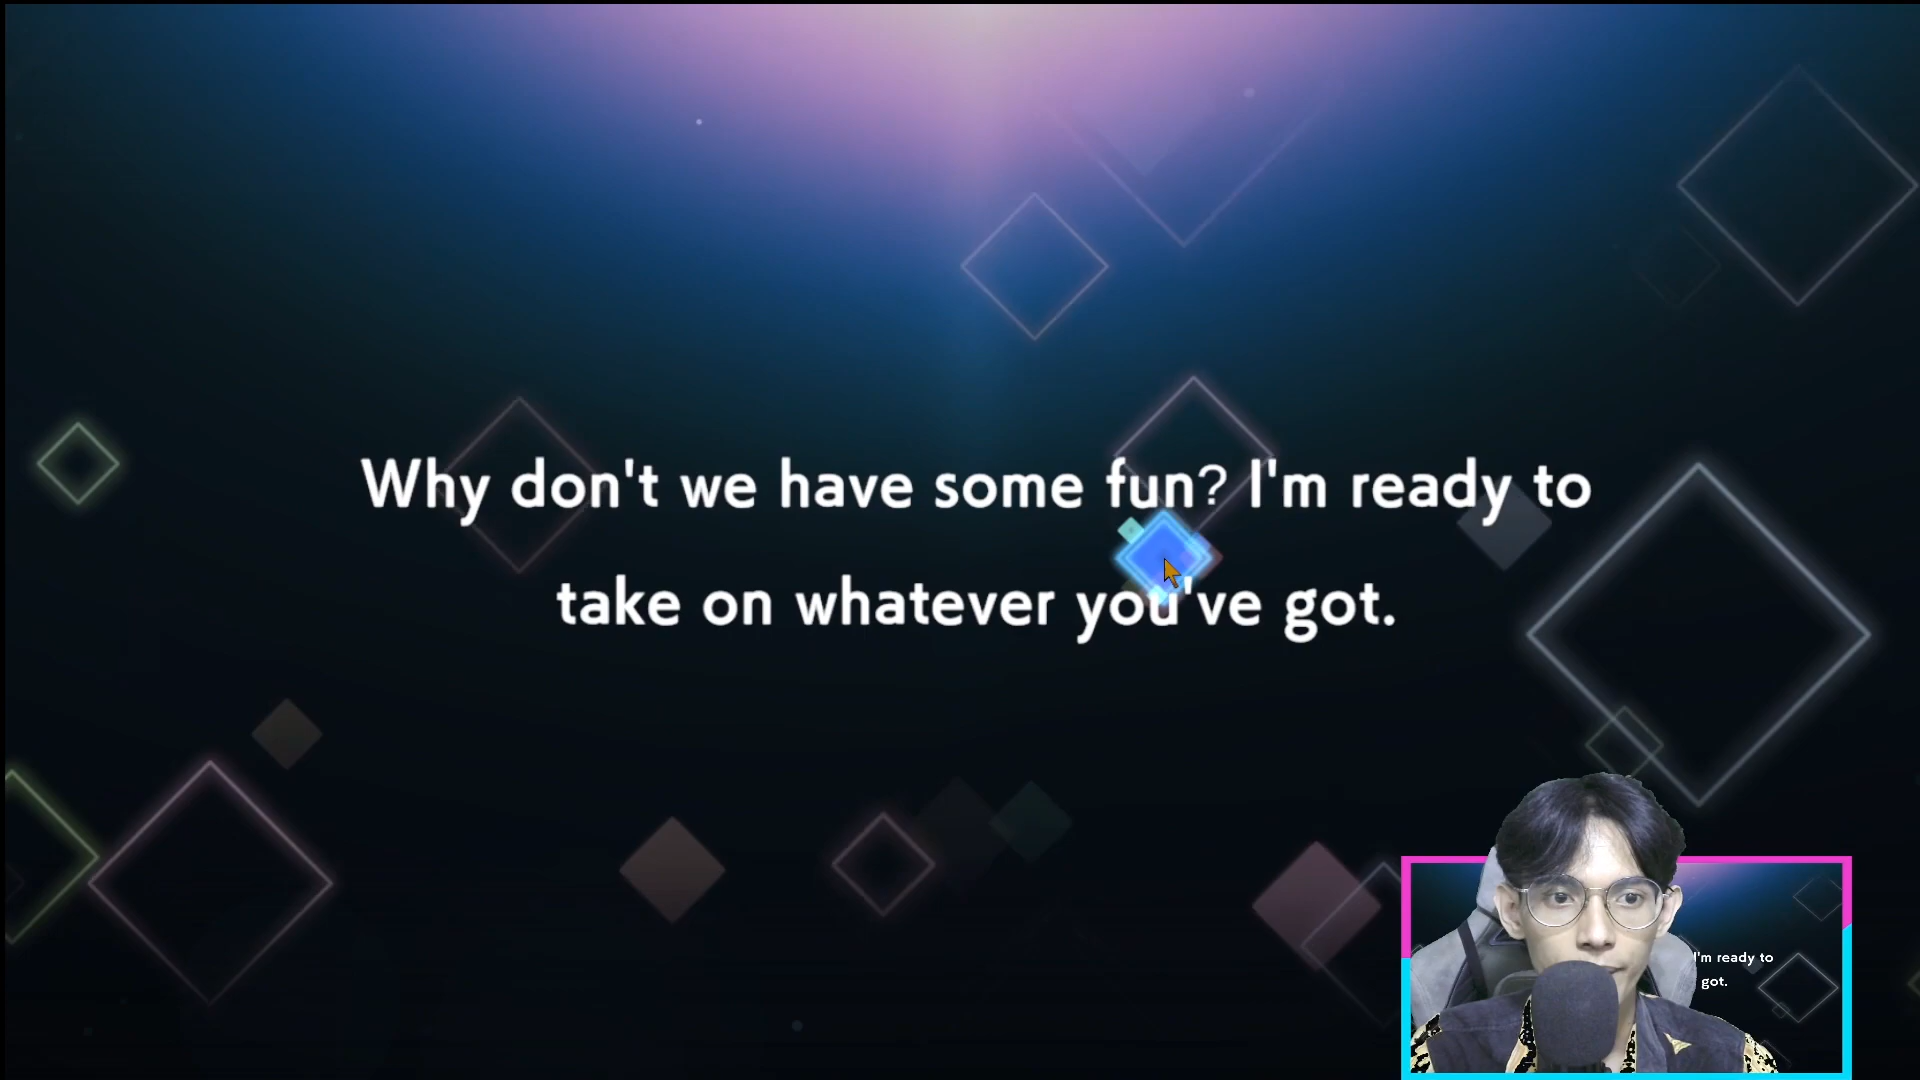 Why don't we have some fun? I'm ready to
take on whatever you've got.
I'm ready to
got.